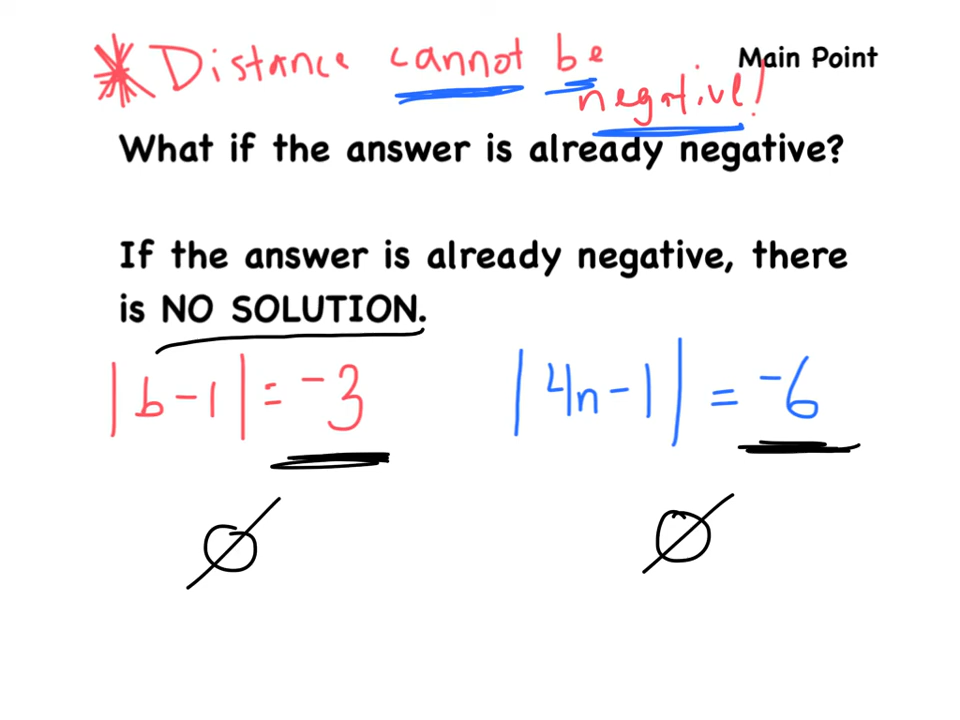 * Distance cannot be
Main Point
negative!
What if the answer is already negative?
If the answer is already negative, there
is NO SOLUTION.
|b-1| = -3
|4n-1| = -6
∅
∅